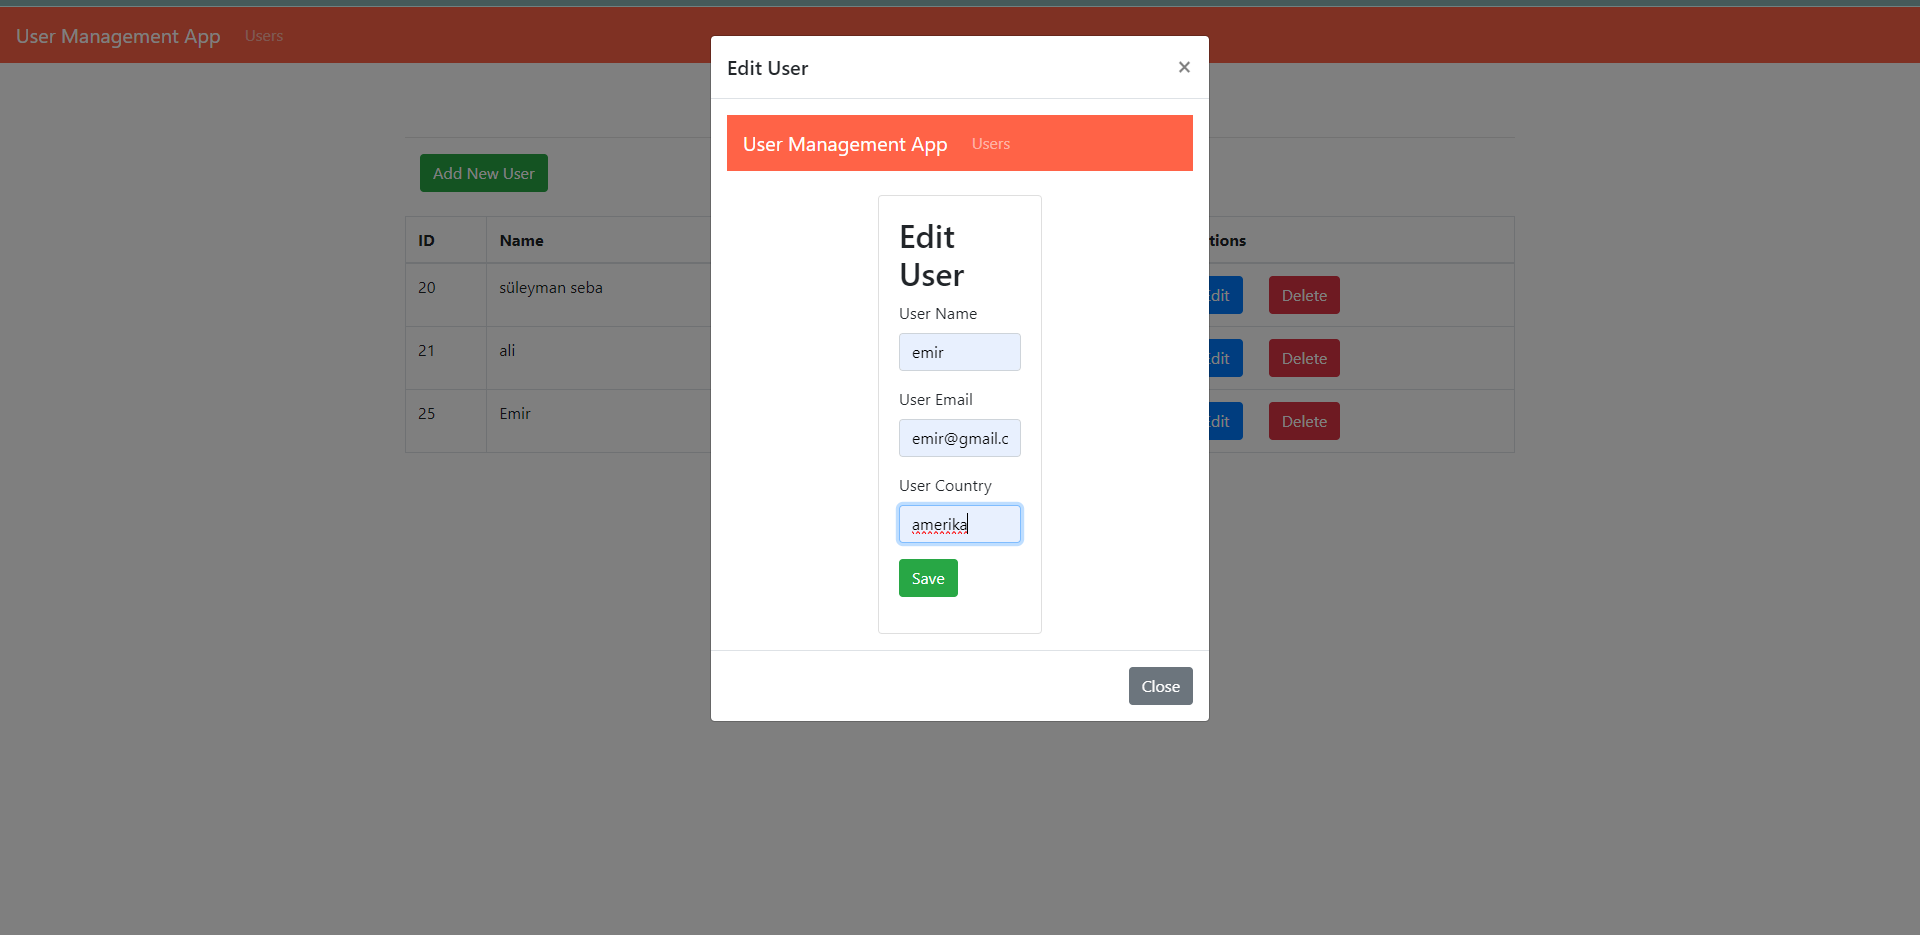 User Management App Users
Edit User ×
User Management App Users
Add New User
Edit
User
ID Name tions
User Name
20 süleyman seba dit Delete
emir
21 ali dit Delete
User Email
25 Emir dit Delete
emir@gmail.c
User Country
amerika
Save
Close